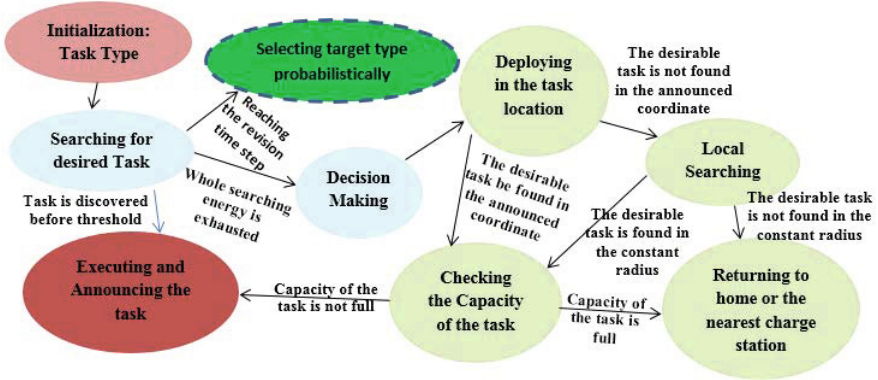 Initialization:
Task Type
Selecting target type
probabilistically
Deploying
in the task
location
The desirable
task is not found
in the announced
coordinate
Searching for
desired Task
Reaching
the revision
time step
Decision
Making
Whole searching
energy is
exhausted
The desirable
task be found in
the announced
coordinate
Local
Searching
Task is discovered
before threshold
The desirable
task is found in
the constant
radius
The desirable task
is not found in the
constant radius
Executing and
Announcing the
task
Capacity of the
task is not full
Checking
the Capacity
of the task
Capacity of
the task is
full
Returning to
home or the
nearest charge
station